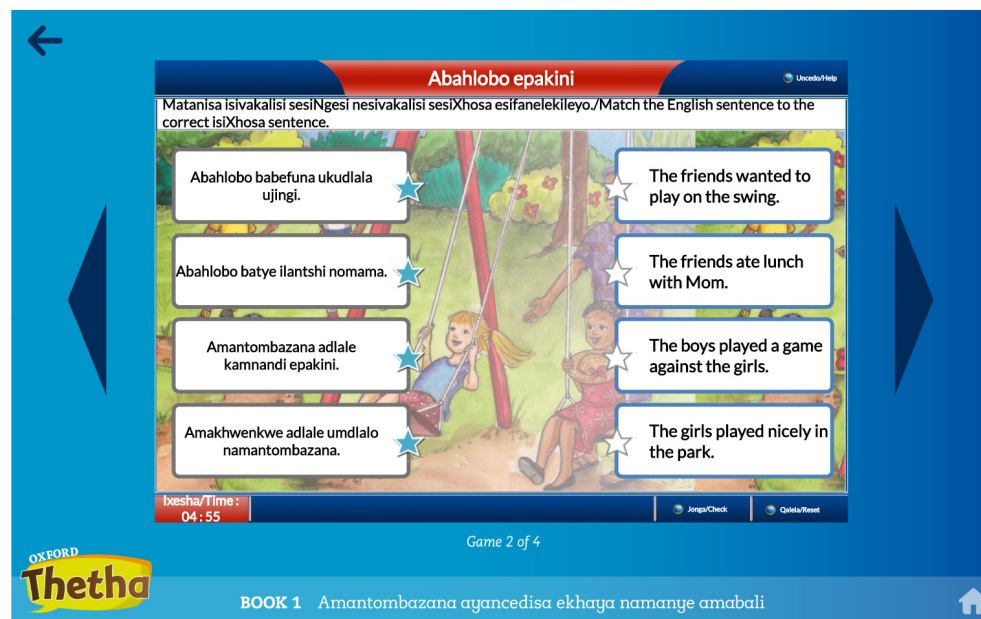 Abahlobo epakini
Uncedo/Help
Matanisa isivakalisi sesiNgesi nesivakalisi sesiXhosa esifanelekileyo./Match the English sentence to the
correct isiXhosa sentence.
Abahlobo babefuna ukudlala
ujingi.
The friends wanted to
play on the swing.
Abahlobo batye ilantshi nomama.
The friends ate lunch
with Mom.
Amantombazana adlale
kamnandi epakini.
The boys played a game
against the girls.
Amakhwenkwe adlale umdlalo
namantombazana.
The girls played nicely in
the park.
Ixesha/Time :
04 : 55
Jonga/Check
Qalela/Reset
Game 2 of 4
OXFORD
Thetha
BOOK 1 Amantombazana ayancedisa ekhaya namanye amabali